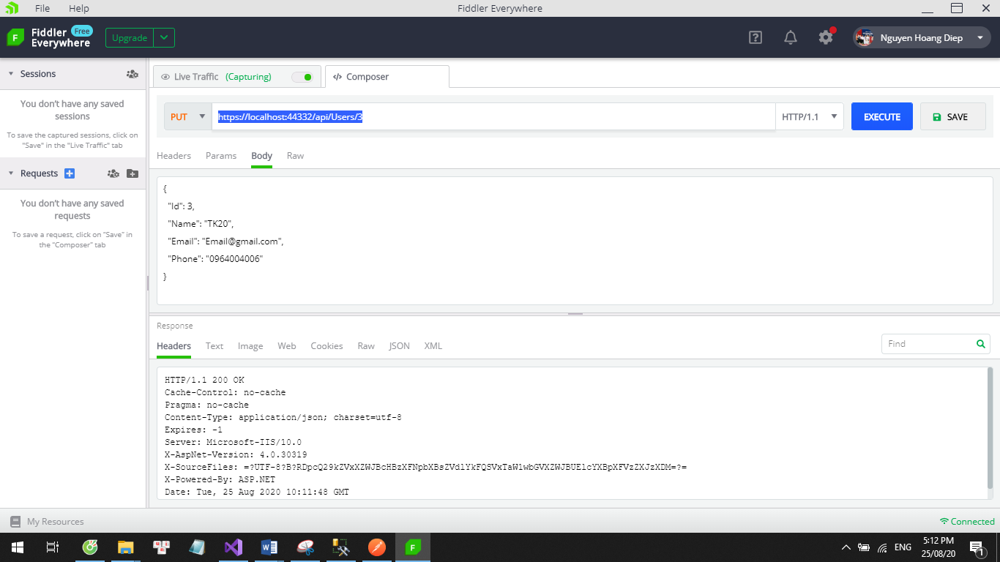 File Help Fiddler Everywhere
Fiddler Free
Everywhere
Upgrade
Nguyen Hoang Diep
Sessions
You don't have any saved
sessions
To save the captured sessions, click on
"Save" in the "Live Traffic" tab
Requests
You don't have any saved
requests
To save a request, click on "Save" in
the "Composer" tab
Live Traffic (Capturing)
Composer
PUT https://localhost:44332/api/Users/3 HTTP/1.1 EXECUTE SAVE
Headers Params Body Raw
{
"Id": 3,
"Name": "TK20",
"Email": "Email@gmail.com",
"Phone": "0964004006"
}
Response
Headers Text Image Web Cookies Raw JSON XML
Find
HTTP/1.1 200 OK
Cache-Control: no-cache
Pragma: no-cache
Content-Type: application/json; charset=utf-8
Expires: -1
Server: Microsoft-IIS/10.0
X-AspNet-Version: 4.0.30319
X-SourceFiles: =?UTF-8?B?RDpcQ29kZVxXZWJBcHBzXFNpbXBsZVdlYkFQSVxTaW1wbGVXZWJBUElcYXBpXFVzZXJzXDM=?=
X-Powered-By: ASP.NET
Date: Tue, 25 Aug 2020 10:11:48 GMT
My Resources
Connected
ENG
5:12 PM
25/08/20
1